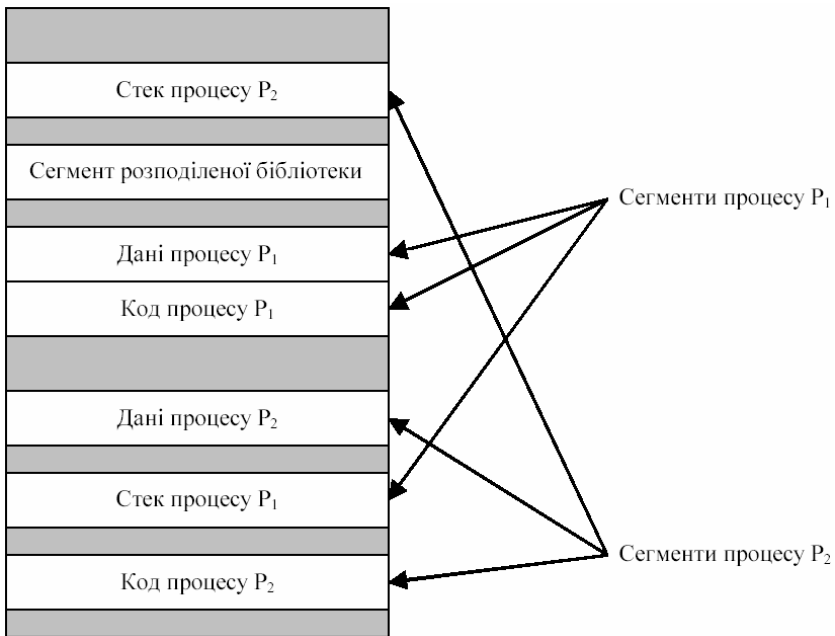 Стек процесу P₂
Сегмент розподіленої бібліотеки
Сегменти процесу P₁
Дані процесу P₁
Код процесу P₁
Дані процесу P₂
Стек процесу P₁
Сегменти процесу P₂
Код процесу P₂